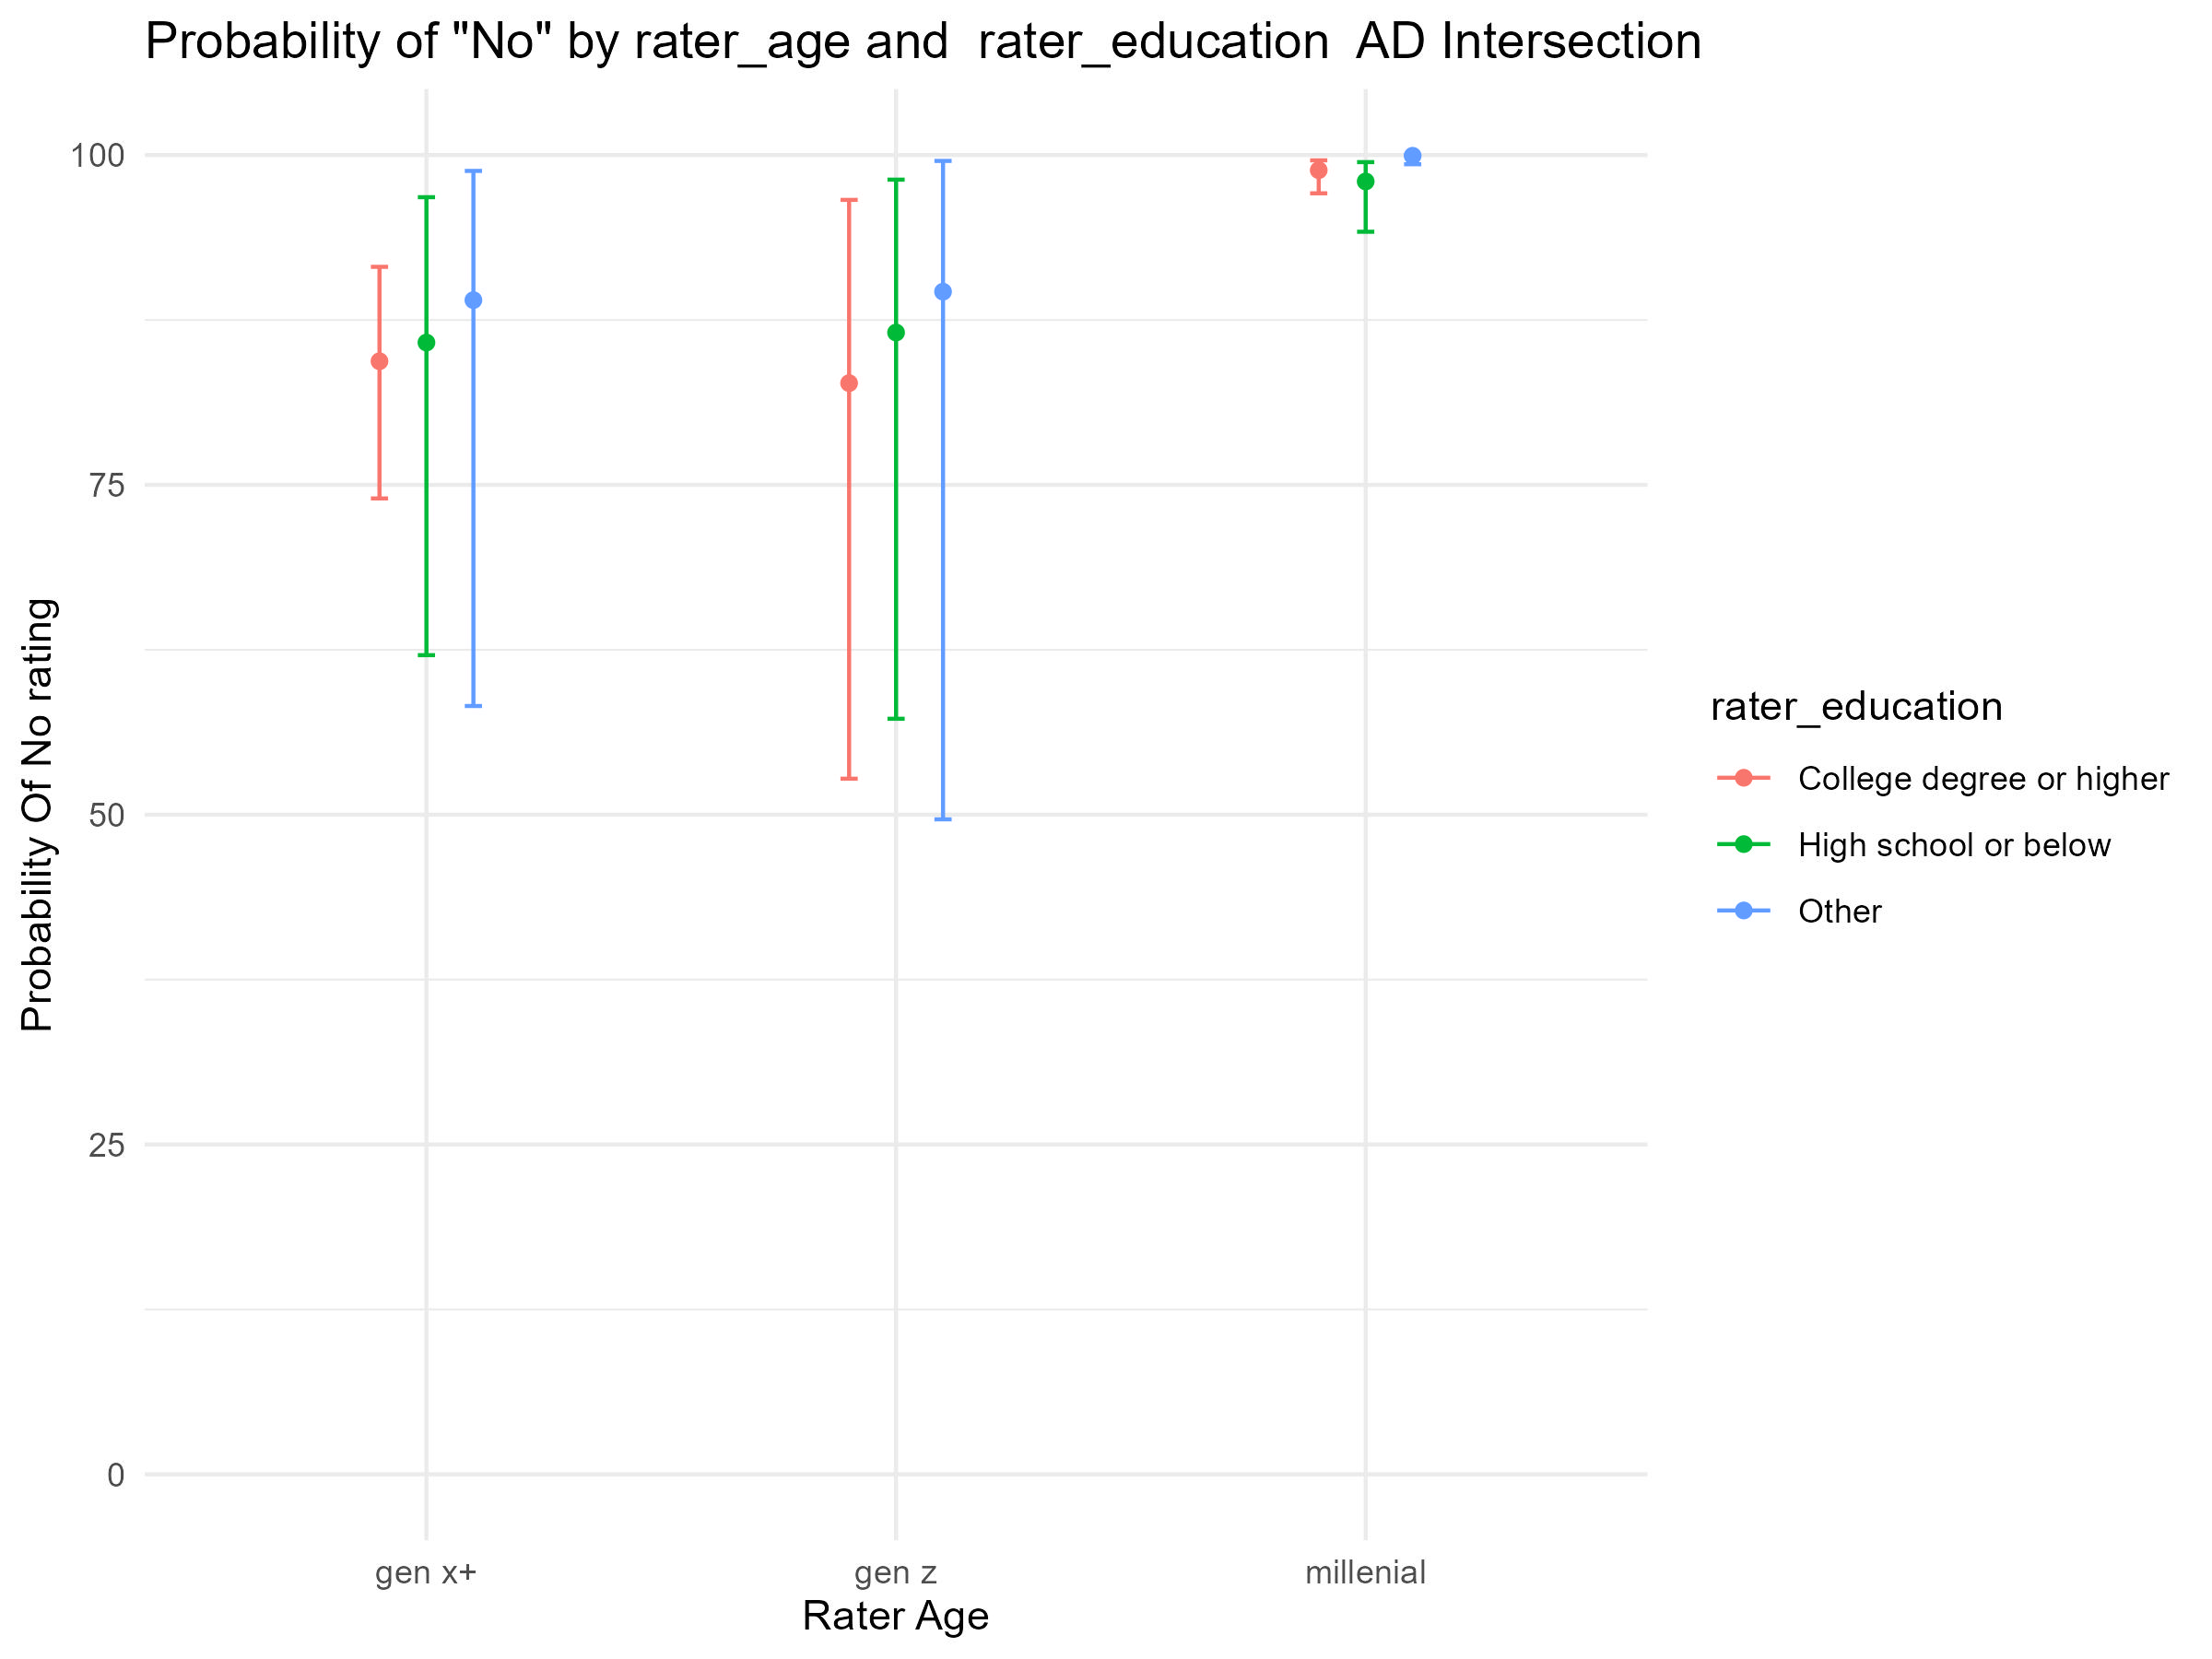 Probability of "No" by rater_age and  rater_education  AD Intersection
Probability Of No rating
100
75
50
25
0
gen x+
gen z
millenial
Rater Age
rater_education
College degree or higher
High school or below
Other